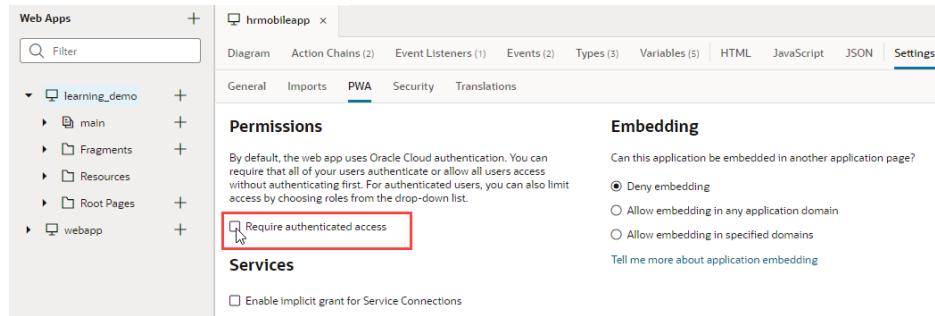 Web Apps
hrmobileapp
Filter
Diagram Action Chains (2) Event Listeners (1) Events (2) Types (3) Variables (5) HTML JavaScript JSON Settings
General Imports PWA Security Translations
learning_demo
main
Fragments
Resources
Root Pages
webapp
Permissions
By default, the web app uses Oracle Cloud authentication. You can
require that all of your users authenticate or allow all users access
without authenticating first. For authenticated users, you can also limit
access by choosing roles from the drop-down list.
Require authenticated access
Services
Enable implicit grant for Service Connections
Embedding
Can this application be embedded in another application page?
Deny embedding
Allow embedding in any application domain
Allow embedding in specified domains
Tell me more about application embedding